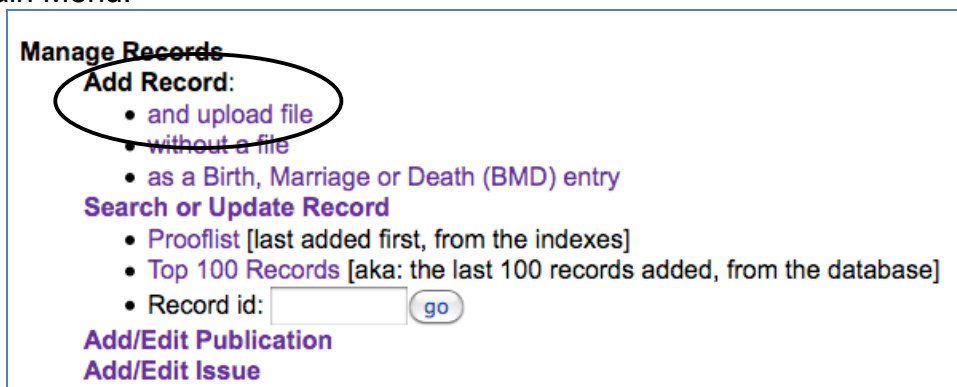 ain Menu.
Manage Records
Add Record:
• and upload file
• without a file
• as a Birth, Marriage or Death (BMD) entry
Search or Update Record
• Prooflist [last added first, from the indexes]
• Top 100 Records [aka: the last 100 records added, from the database]
• Record id: go
Add/Edit Publication
Add/Edit Issue